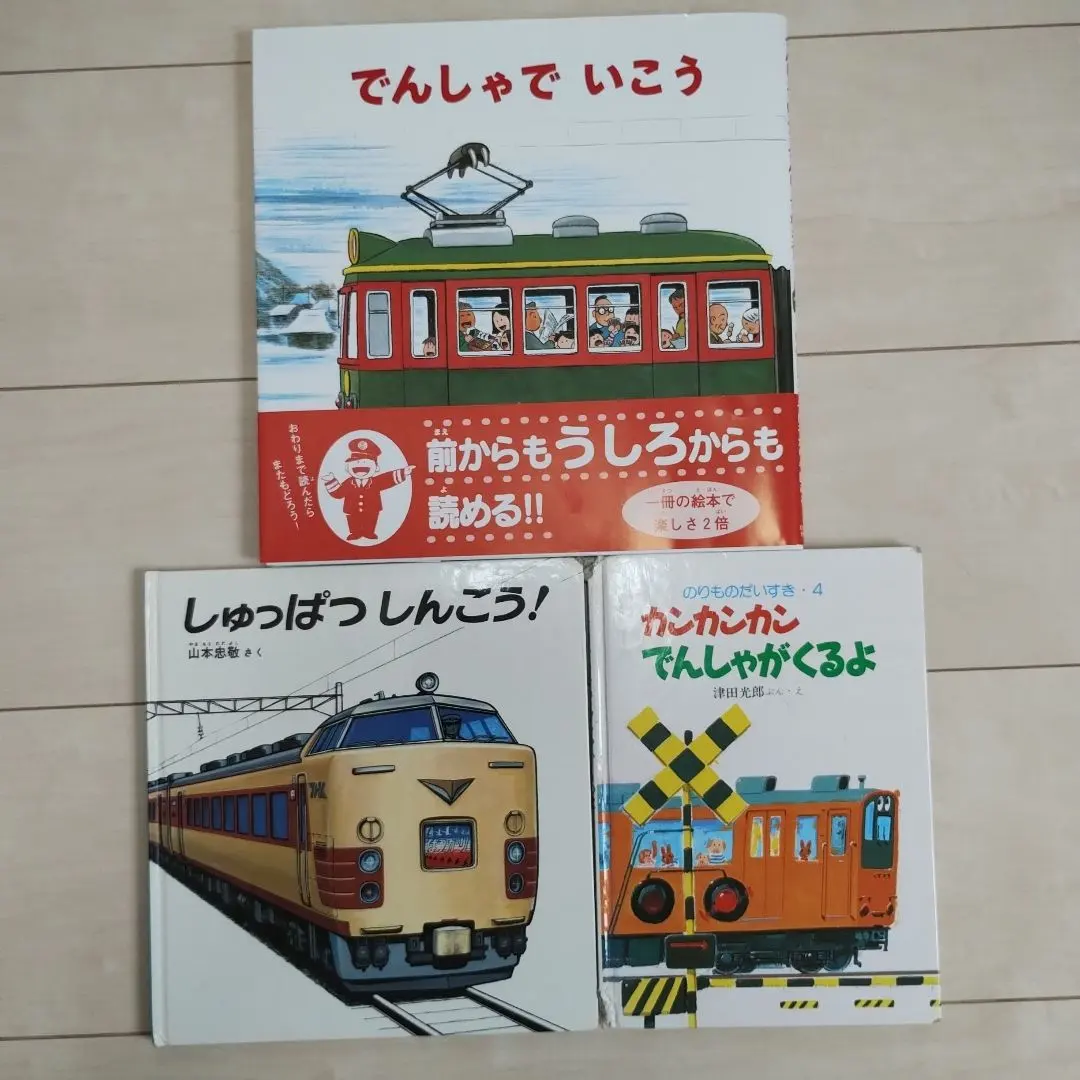 でんしゃで いこう
おわりまで読んだら
またもどろう!
前からもうしろからも
読める!!
一冊の絵本で
楽しさ2倍
しゅっぱつ しんこう!
山本忠敬 さく
のりものだいすき・4
カンカンカン
でんしゃがくるよ
津田光郎 ぶん・え